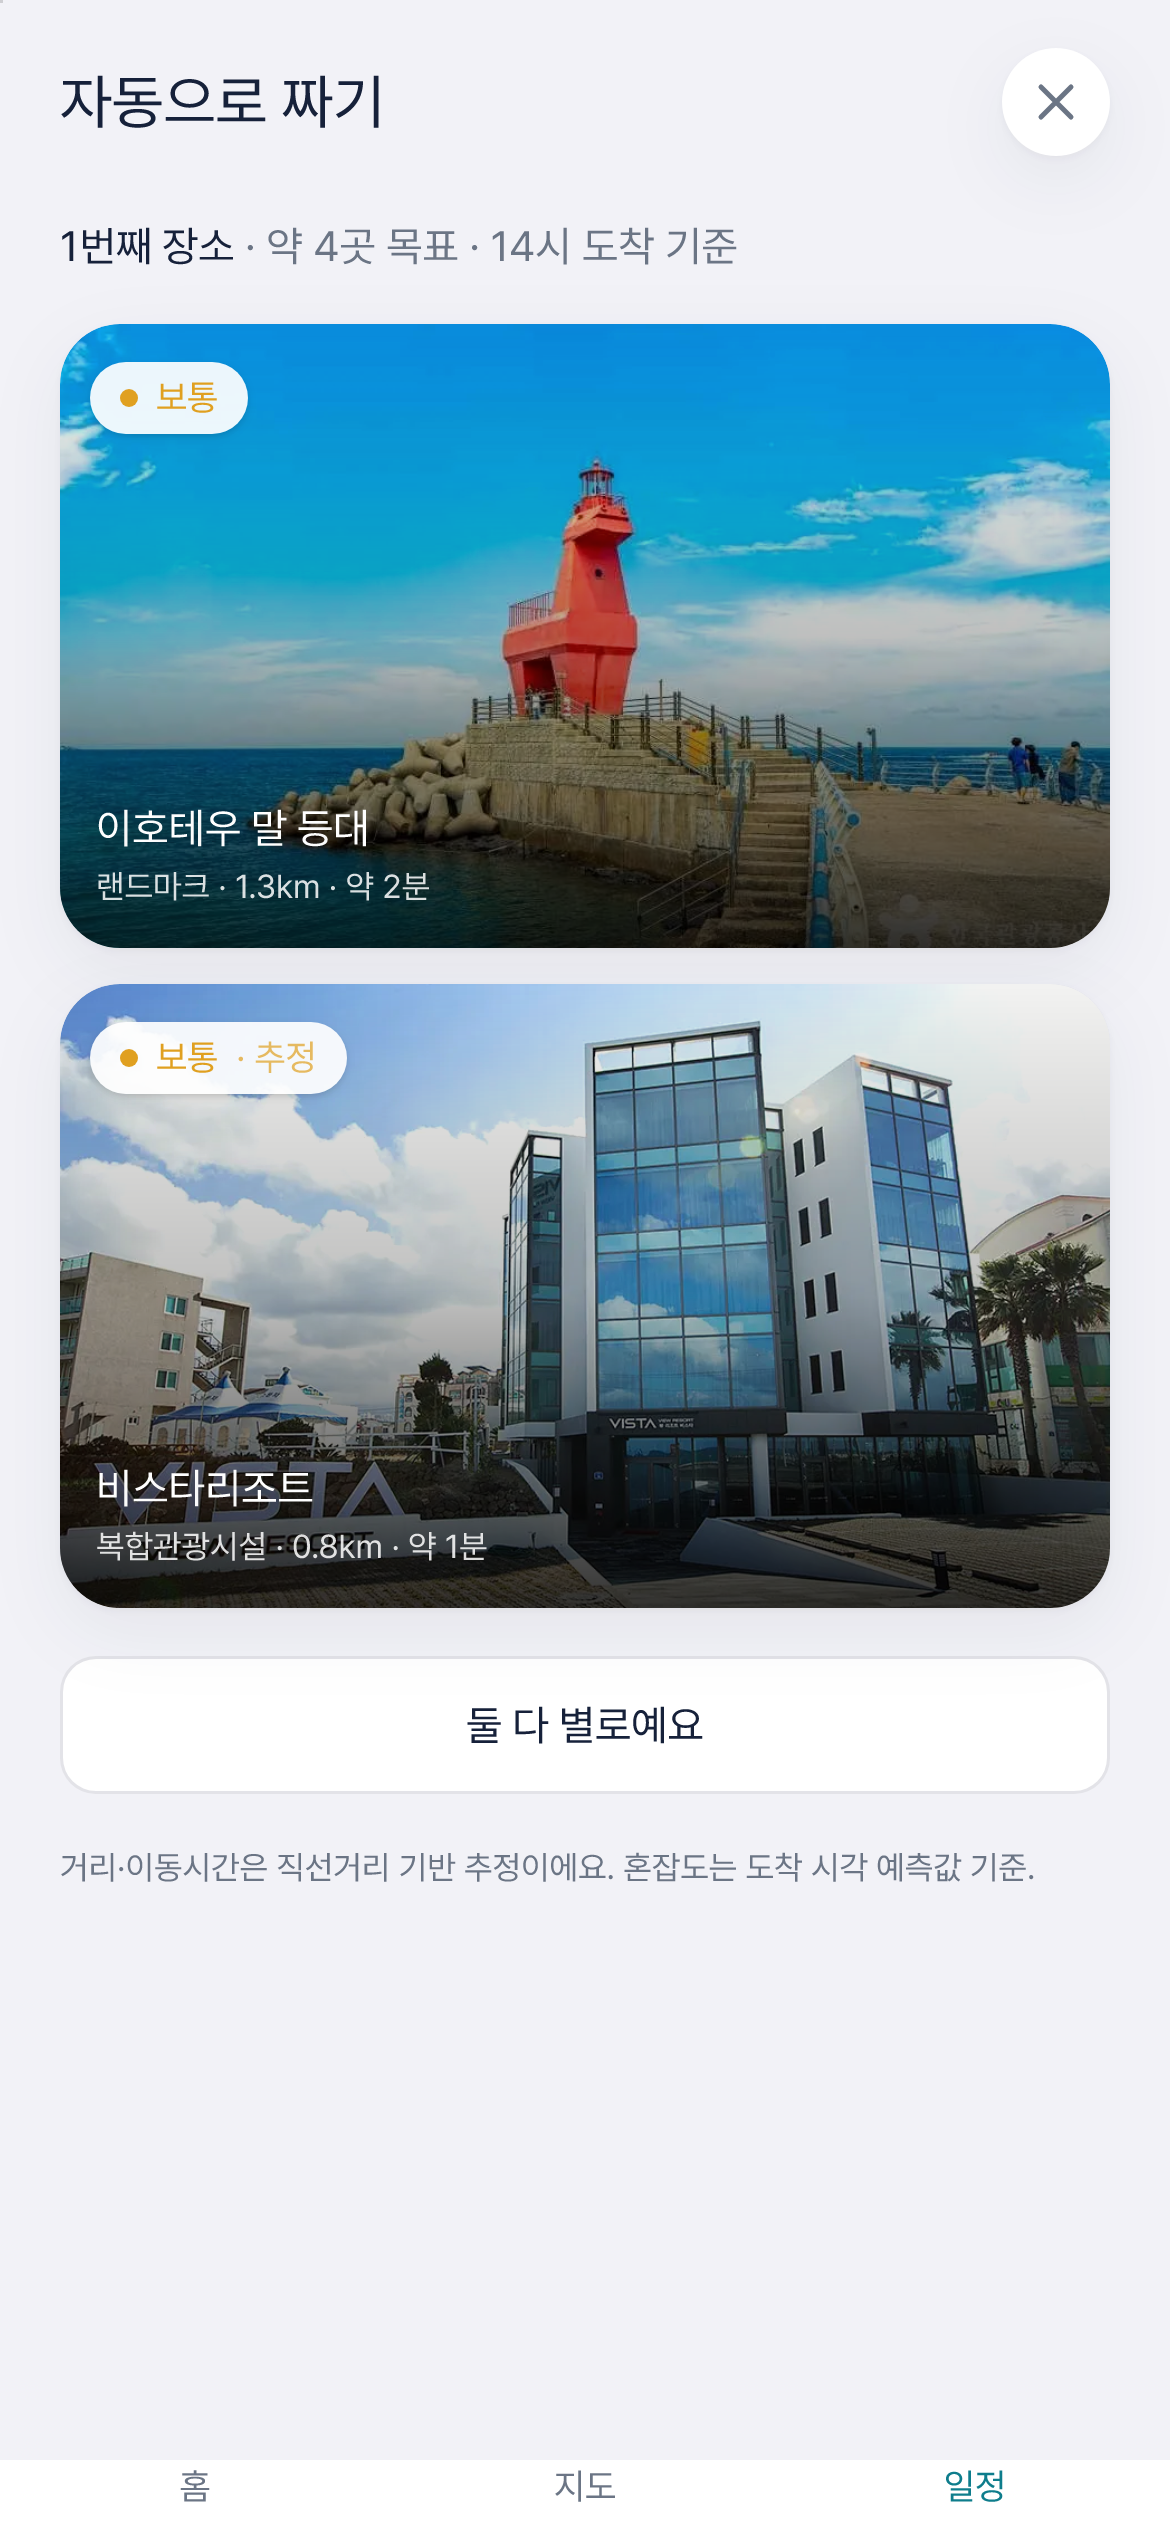 자동으로 짜기
1번째 장소 · 약 4곳 목표 · 14시 도착 기준
보통
이호테우 말 등대
랜드마크 · 1.3km · 약 2분
보통 · 추정
VISTA VIEW RESORT
VISTA
RESORT
비스타리조트
복합관광시설 · 0.8km · 약 1분
둘 다 별로예요
거리·이동시간은 직선거리 기반 추정이에요. 혼잡도는 도착 시각 예측값 기준.
홈
지도
일정